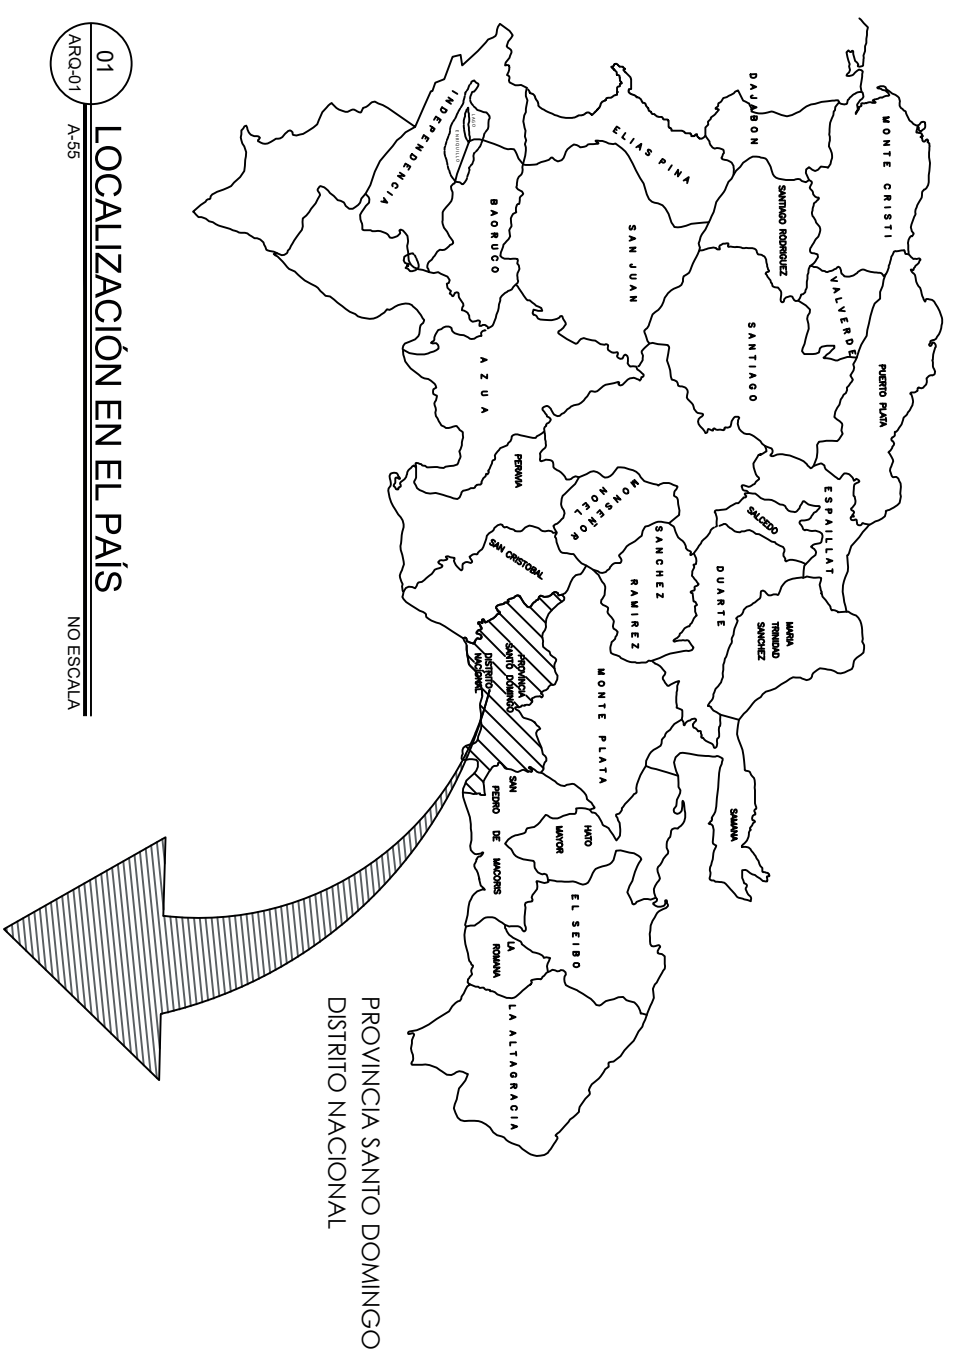 MONTE CRISTI
PUERTO PLATA
DAJABON
SANTIAGO RODRIGUEZ
VALVERDE
SANTIAGO
ESPAILLAT
SALCEDO
MARIA
TRINIDAD
SANCHEZ
DUARTE
SAMANA
ELIAS PINA
SAN JUAN
MONSEÑOR
NOEL
SANCHEZ
RAMIREZ
MONTE PLATA
HATO
MAYOR
EL SEIBO
INDEPENDENCIA
LAGO
ENRIQUILLO
BAORUCO
AZUA
PERAVIA
SAN CRISTOBAL
PROVINCIA
SANTO DOMINGO
DISTRITO
NACIONAL
SAN
PEDRO DE MACORIS
LA
ROMANA
LA ALTAGRACIA
PROVINCIA SANTO DOMINGO
DISTRITO NACIONAL
01
ARQ-01
LOCALIZACIÓN EN EL PAÍS
A-55
NO ESCALA